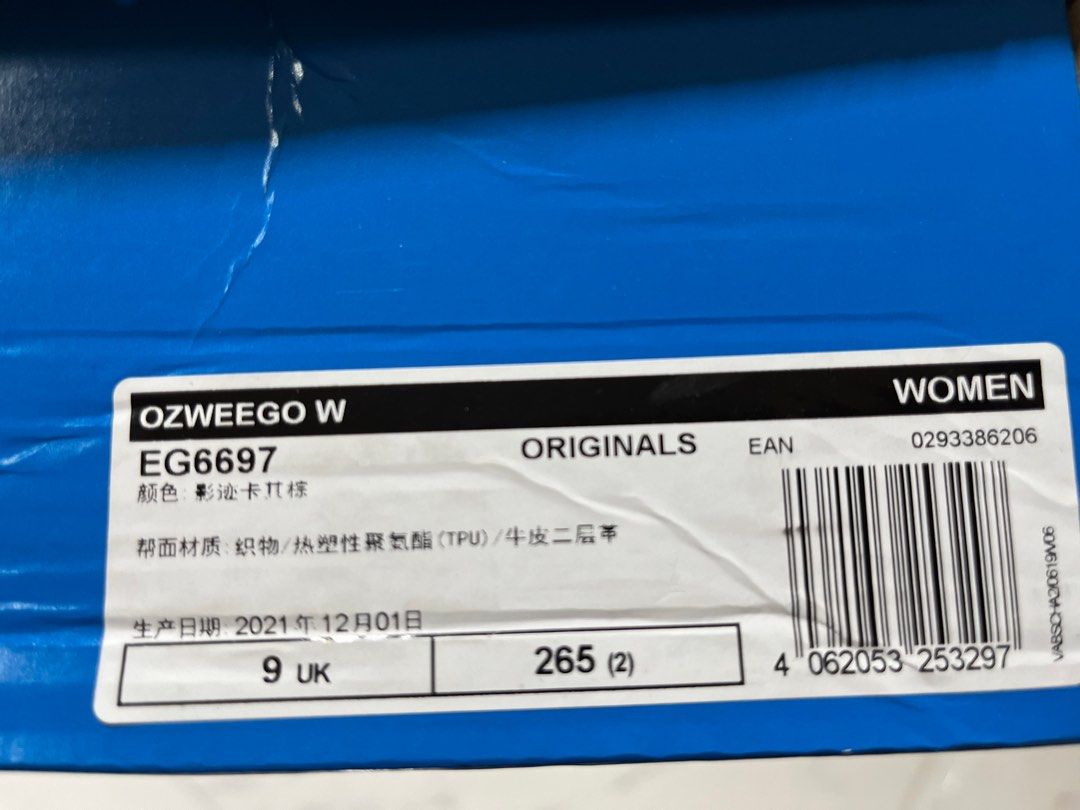 OZWEEGO W
WOMEN
EG6697
ORIGINALS
EAN
0293386206
颜色: 影迹卡其棕
帮面材质: 织物/热塑性聚氨酯(TPU)/牛皮二层革
生产日期: 2021年12月01日
9 UK
265 (2)
4 062053 253297